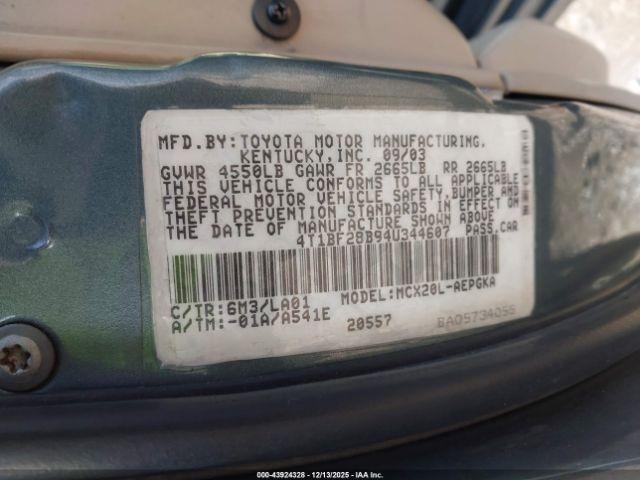 MFD.BY:TOYOTA MOTOR MANUFACTURING.
KENTUCKY,INC. 09/03
GVWR 4550LB GAWR FR 2665LB RR 2665LB
THIS VEHICLE CONFORMS TO ALL APPLICABLE
FEDERAL MOTOR VEHICLE SAFETY,BUMPER AND
THEFT PREVENTION STANDARDS IN EFFECT ON
THE DATE OF MANUFACTURE SHOWN ABOVE.
4T1BF28B94U344607 PASS.CAR
C/TR:6M3/LA01 MODEL:MCX20L-AEPGKA
A/TM:-01A/A541E 20557 BA05734055
000-43924328 - 12/13/2025 - IAA Inc.